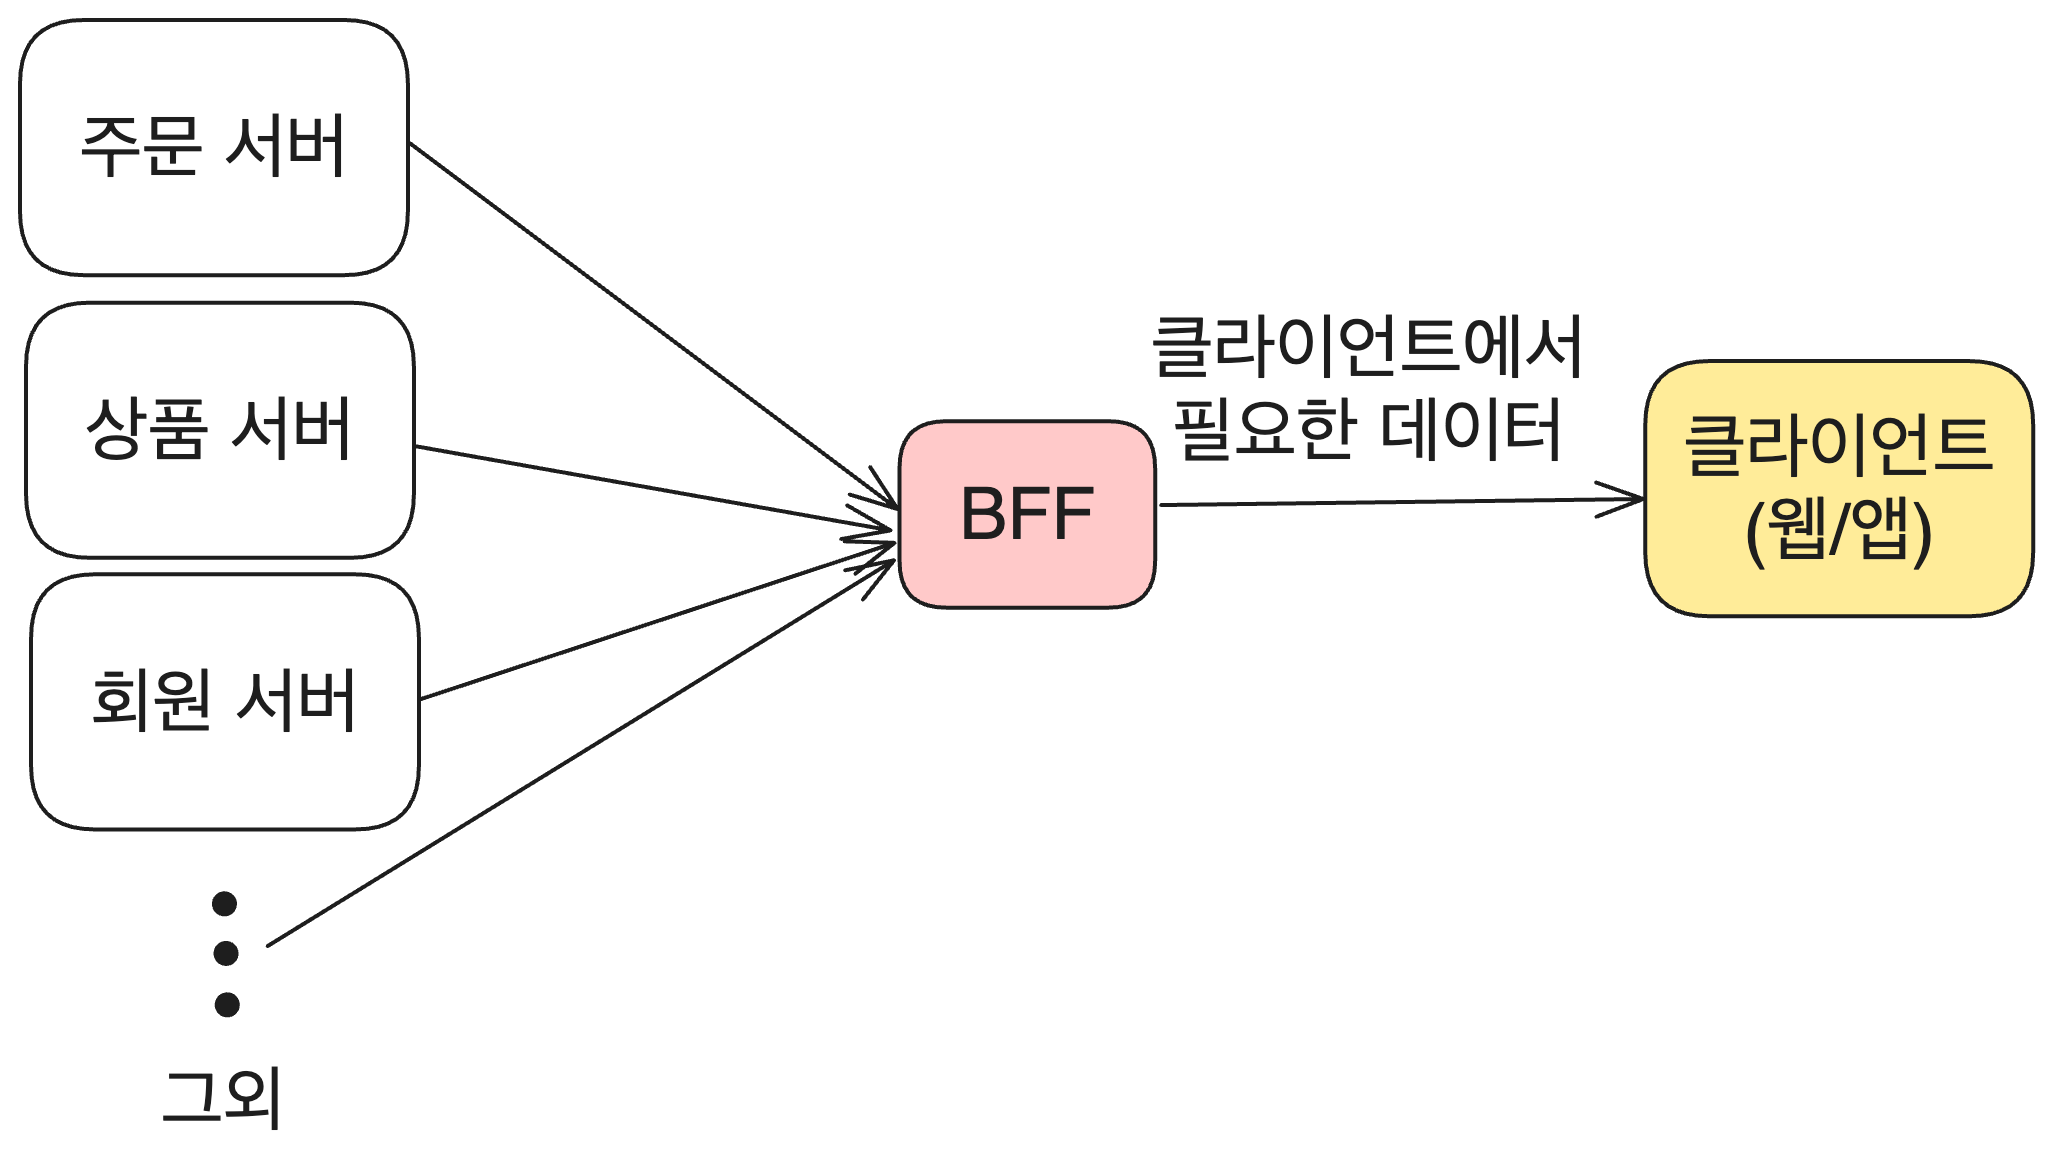 주문 서버
상품 서버
회원 서버
그외
BFF
클라이언트에서
필요한 데이터
클라이언트
(웹/앱)